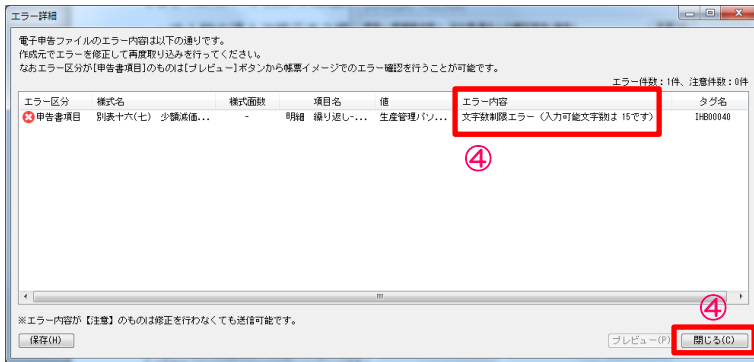 エラー詳細
電子申告ファイルのエラー内容は以下の通りです。
作成元でエラーを修正して再度取り込みを行ってください。
なおエラー区分が[申告書項目]のものは[プレビュー]ボタンから帳票イメージでのエラー確認を行うことが可能です。
エラー件数：1件、注意件数：0件
エラー区分 様式名 様式面数 項目名 値 エラー内容 タグ名
申告書項目 別表十六(七) 少額減価... - 明細 繰り返し-... 生産管理パソ... 文字数制限エラー（入力可能文字数は 15です） IHB00040
④
④
※エラー内容が【注意】のものは修正を行わなくても送信可能です。
保存(H) プレビュー(P) 閉じる(C)